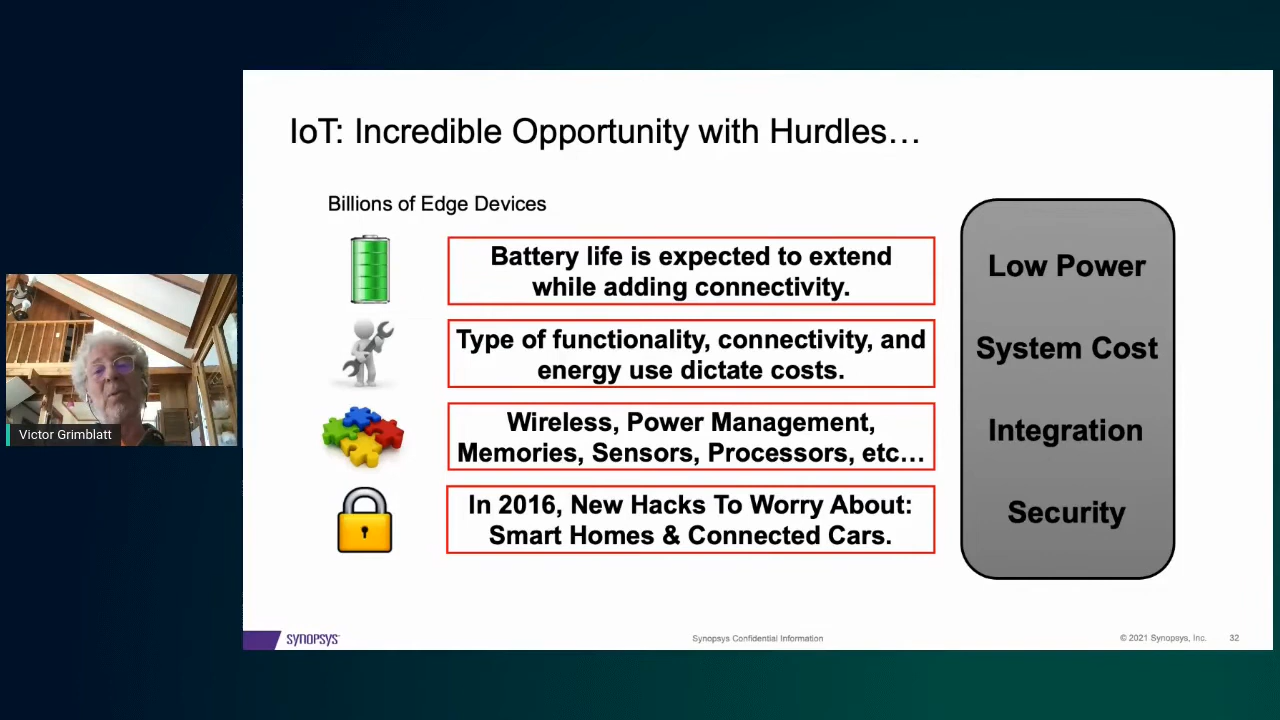 IoT: Incredible Opportunity with Hurdles…
Billions of Edge Devices
Battery life is expected to extend
while adding connectivity.
Low Power
Type of functionality, connectivity, and
energy use dictate costs.
System Cost
Wireless, Power Management,
Memories, Sensors, Processors, etc…
Integration
In 2016, New Hacks To Worry About:
Smart Homes & Connected Cars.
Security
Victor Grimblatt
SYNOPSYS
Synopsys Confidential Information
© 2021 Synopsys, Inc.
32